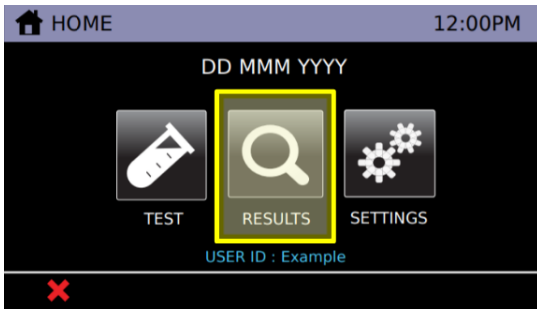 HOME 12:00PM
DD MMM YYYY
TEST RESULTS SETTINGS
USER ID : Example